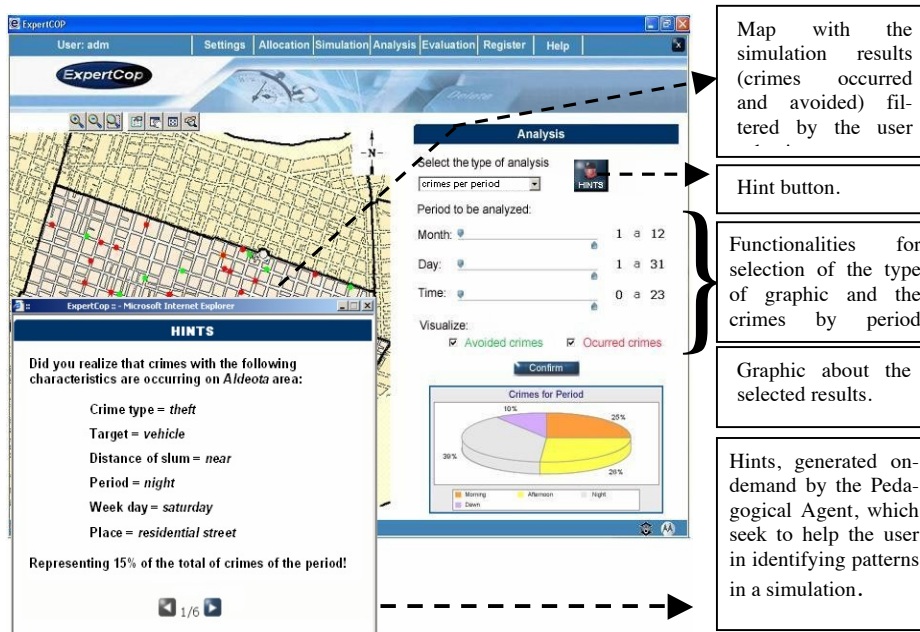 ExpertCOP
User: adm
Settings Allocation Simulation Analysis Evaluation Register Help
x
ExpertCop
Delete
-N-
Analysis
Select the type of analysis
crimes per period
HINTS
Period to be analyzed:
Month: 1 a 12
Day: 1 a 31
Time: 0 a 23
Visualize:
Avoided crimes Ocurred crimes
Confirm
Crimes for Period
10%
25%
39%
26%
Morning Afternoon Night
Dawn
ExpertCop :: - Microsoft Internet Explorer
HINTS
Did you realize that crimes with the following
characteristics are occurring on Aldeota area:
Crime type = theft
Target = vehicle
Distance of slum = near
Period = night
Week day = saturday
Place = residential street
Representing 15% of the total of crimes of the period!
1/6
Map with the
simulation results
(crimes occurred
and avoided) fil-
tered by the user
Hint button.
Functionalities for
selection of the type
of graphic and the
crimes by period
Graphic about the
selected results.
Hints, generated on-
demand by the Peda-
gogical Agent, which
seek to help the user
in identifying patterns
in a simulation.